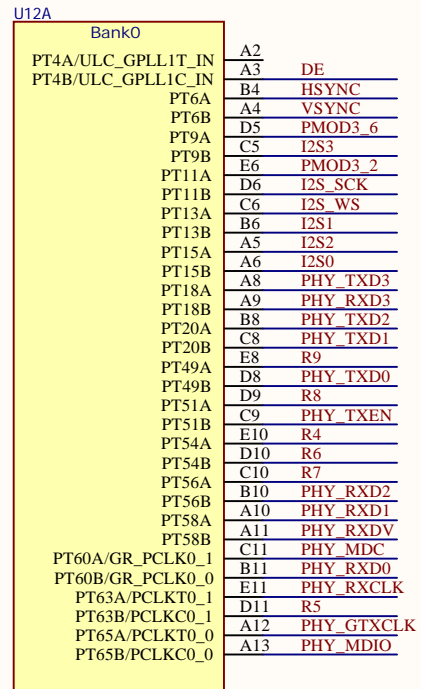 U12A
Bank0
PT4A/ULC_GPLL1T_IN A2
PT4B/ULC_GPLL1C_IN A3 DE
PT6A B4 HSYNC
PT6B A4 VSYNC
PT9A D5 PMOD3_6
PT9B C5 I2S3
PT11A E6 PMOD3_2
PT11B D6 I2S_SCK
PT13A C6 I2S_WS
PT13B B6 I2S1
PT15A A5 I2S2
PT15B A6 I2S0
PT18A A8 PHY_TXD3
PT18B A9 PHY_RXD3
PT20A B8 PHY_TXD2
PT20B C8 PHY_TXD1
PT49A E8 R9
PT49B D8 PHY_TXD0
PT51A D9 R8
PT51B C9 PHY_TXEN
PT54A E10 R4
PT54B D10 R6
PT56A C10 R7
PT56B B10 PHY_RXD2
PT58A A10 PHY_RXD1
PT58B A11 PHY_RXDV
PT60A/GR_PCLK0_1 C11 PHY_MDC
PT60B/GR_PCLK0_0 B11 PHY_RXD0
PT63A/PCLKT0_1 E11 PHY_RXCLK
PT63B/PCLKC0_1 D11 R5
PT65A/PCLKT0_0 A12 PHY_GTXCLK
PT65B/PCLKC0_0 A13 PHY_MDIO